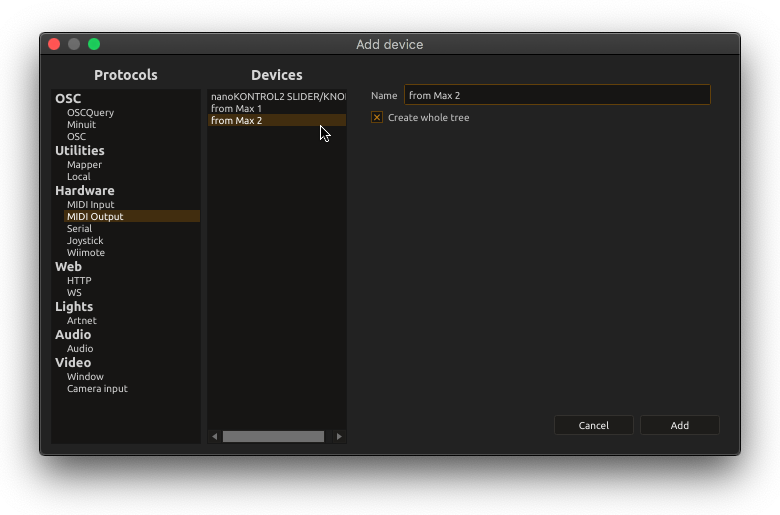 Add device
Protocols
OSC
OSCQuery
Minuit
OSC
Utilities
Mapper
Local
Hardware
MIDI Input
MIDI Output
Serial
Joystick
Wiimote
Web
HTTP
WS
Lights
Artnet
Audio
Audio
Video
Window
Camera input
Devices
nanoKONTROL2 SLIDER/KNO
from Max 1
from Max 2
Name from Max 2
Create whole tree
Cancel Add